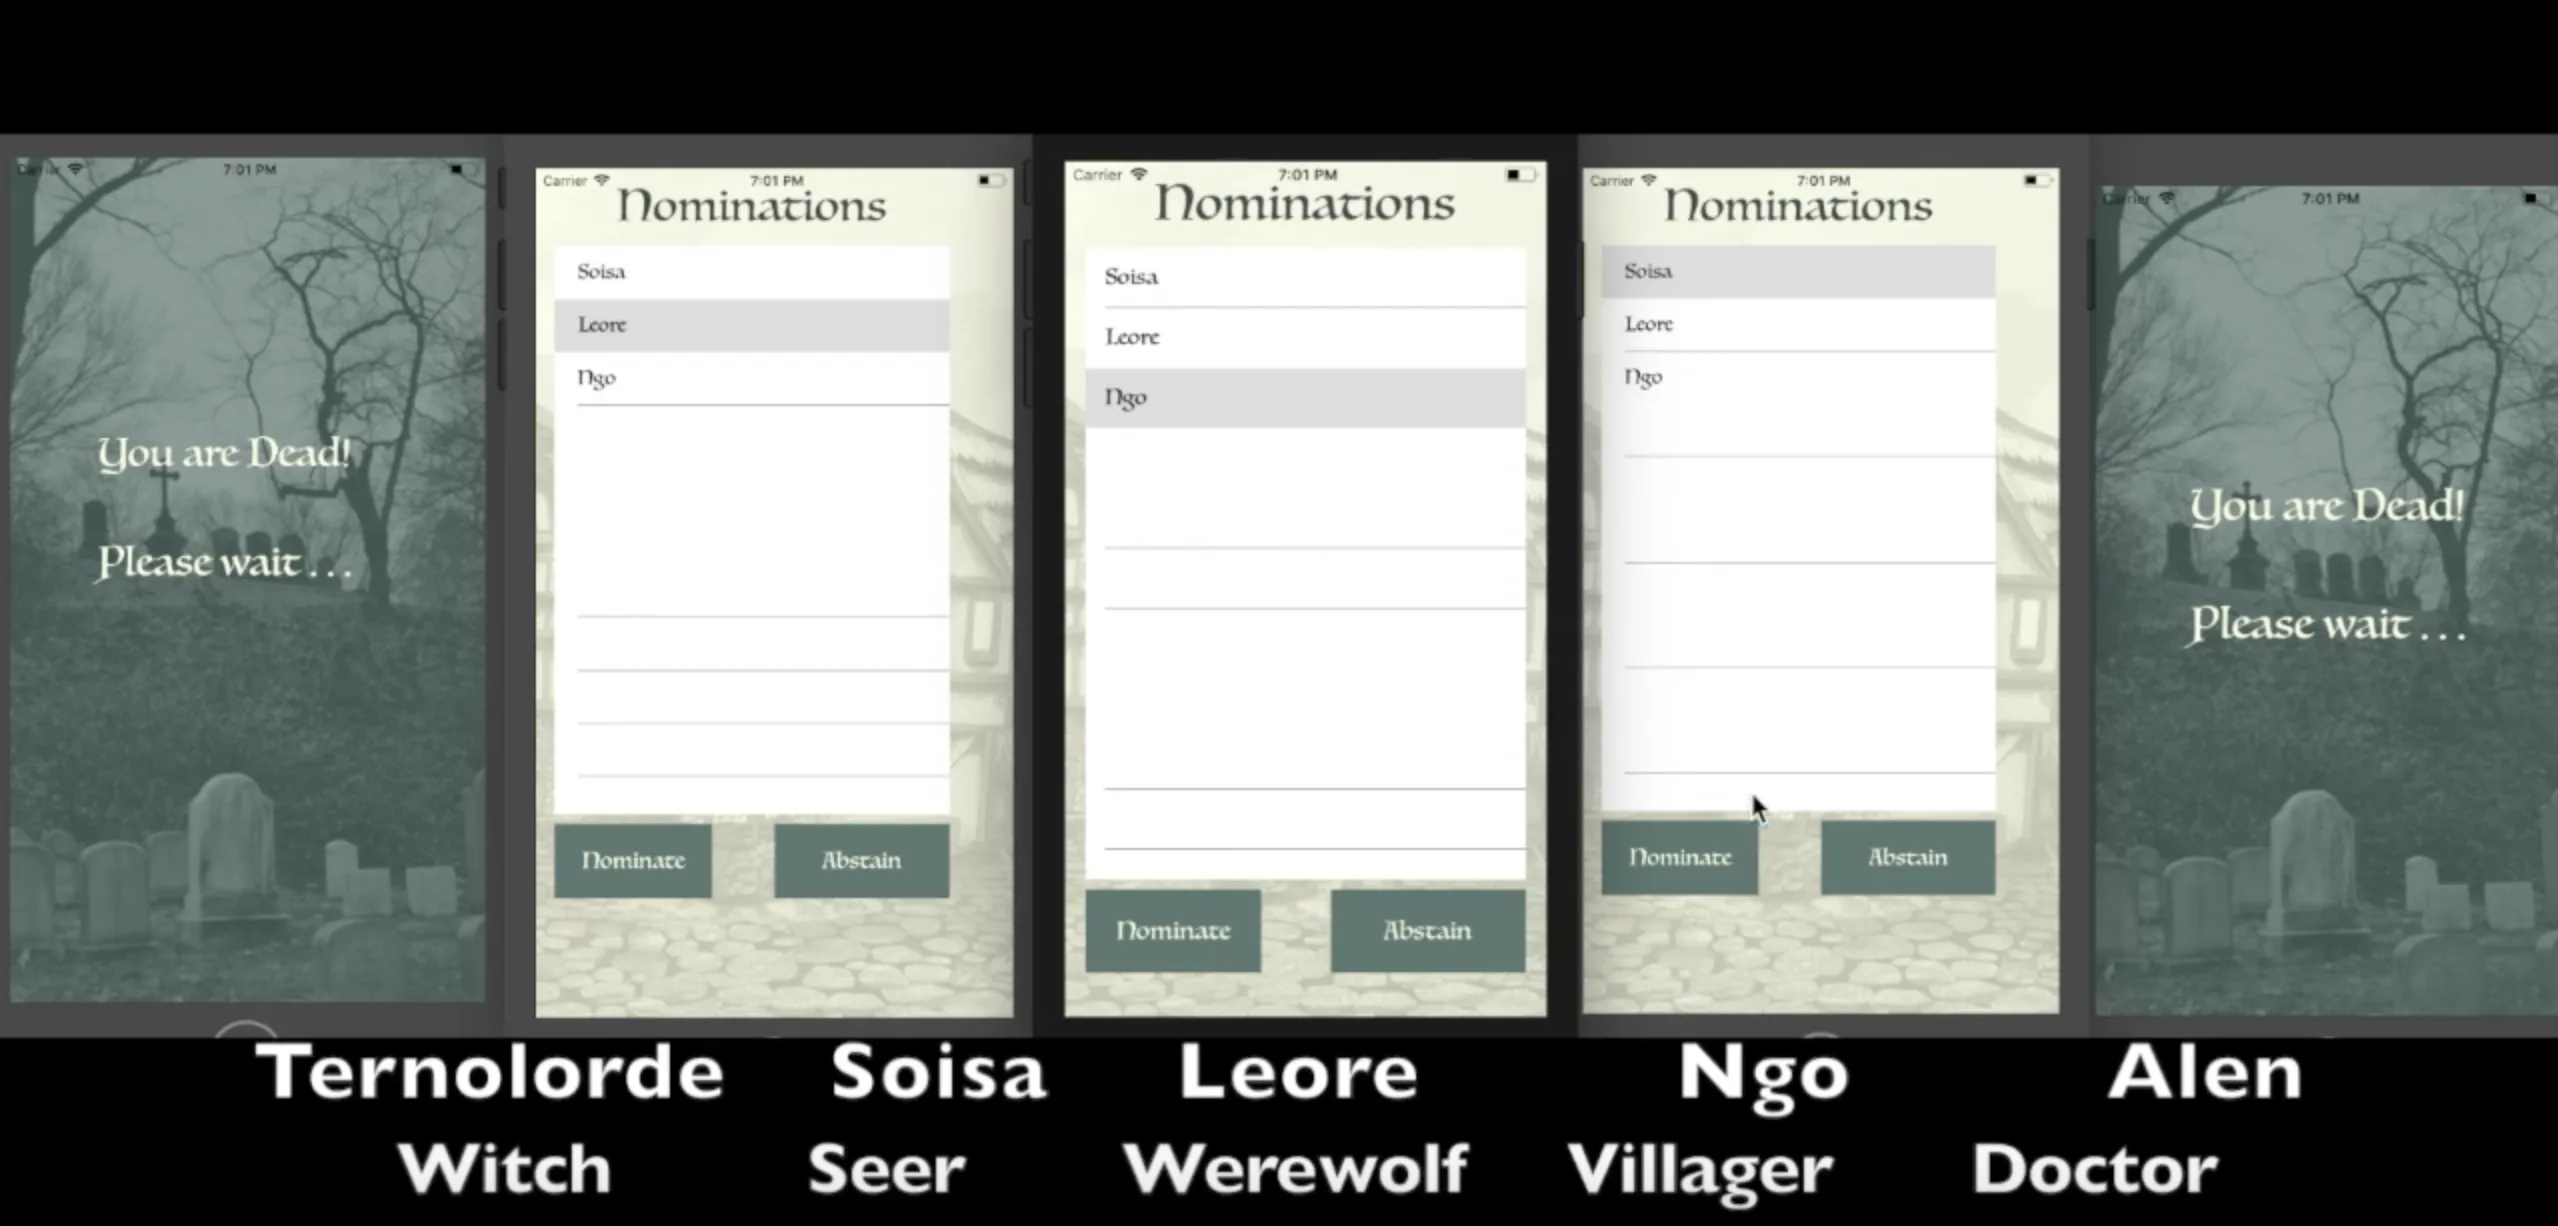 Carrier 7:01 PM
You are Dead!
Please wait . . .
Carrier 7:01 PM
Nominations
Soisa
Leore
Ngo
Nominate Abstain
Carrier 7:01 PM
Nominations
Soisa
Leore
Ngo
Nominate Abstain
Carrier 7:01 PM
Nominations
Soisa
Leore
Ngo
Nominate Abstain
Carrier 7:01 PM
You are Dead!
Please wait . . .
Ternolorde Soisa Leore Ngo Alen
Witch Seer Werewolf Villager Doctor